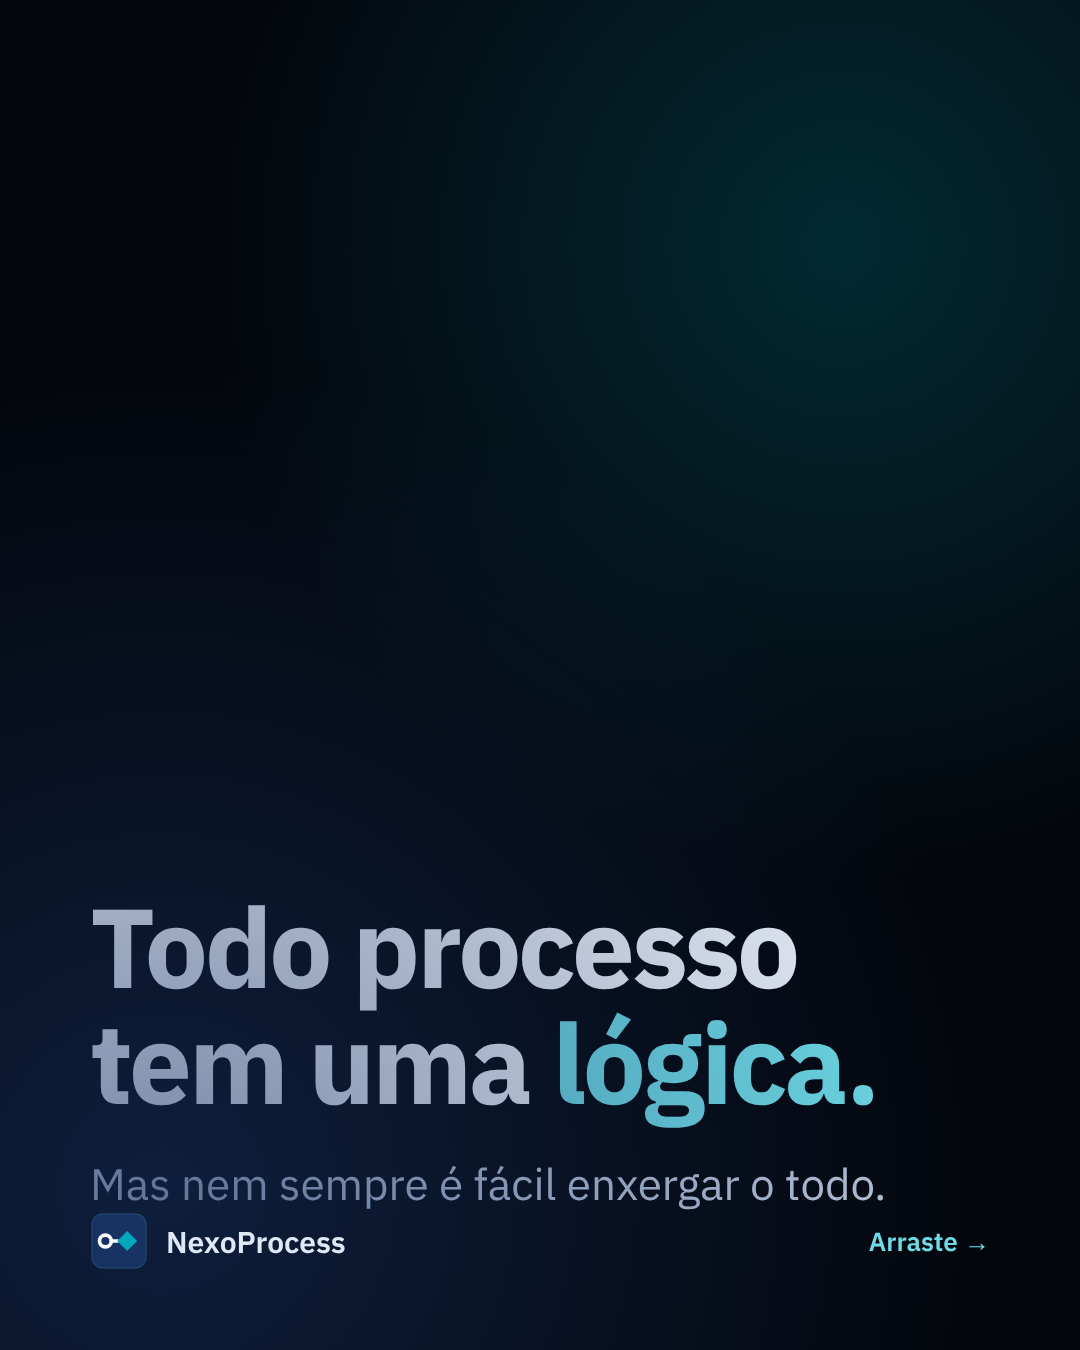 Todo processo
tem uma lógica.
Mas nem sempre é fácil enxergar o todo.
NexoProcess
Arraste →